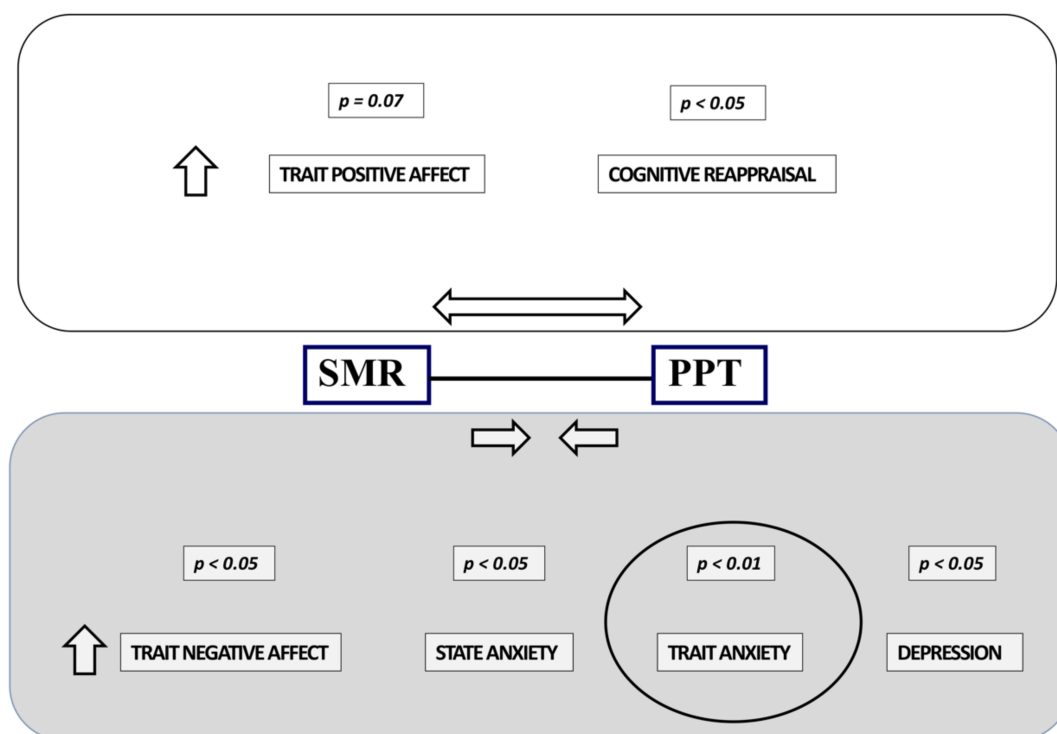 p = 0.07
p < 0.05
TRAIT POSITIVE AFFECT
COGNITIVE REAPPRAISAL
SMR
PPT
p < 0.05
p < 0.05
p < 0.01
p < 0.05
TRAIT NEGATIVE AFFECT
STATE ANXIETY
TRAIT ANXIETY
DEPRESSION